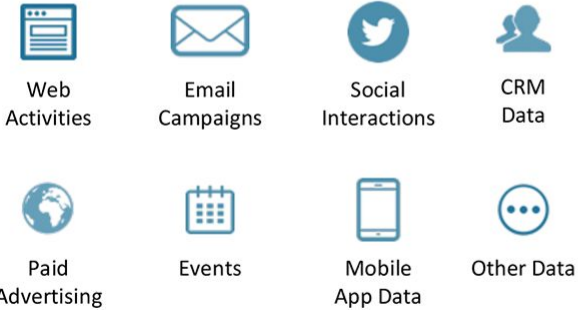 Web
Activities
Email
Campaigns
Social
Interactions
CRM
Data
Paid
Advertising
Events
Mobile
App Data
Other Data